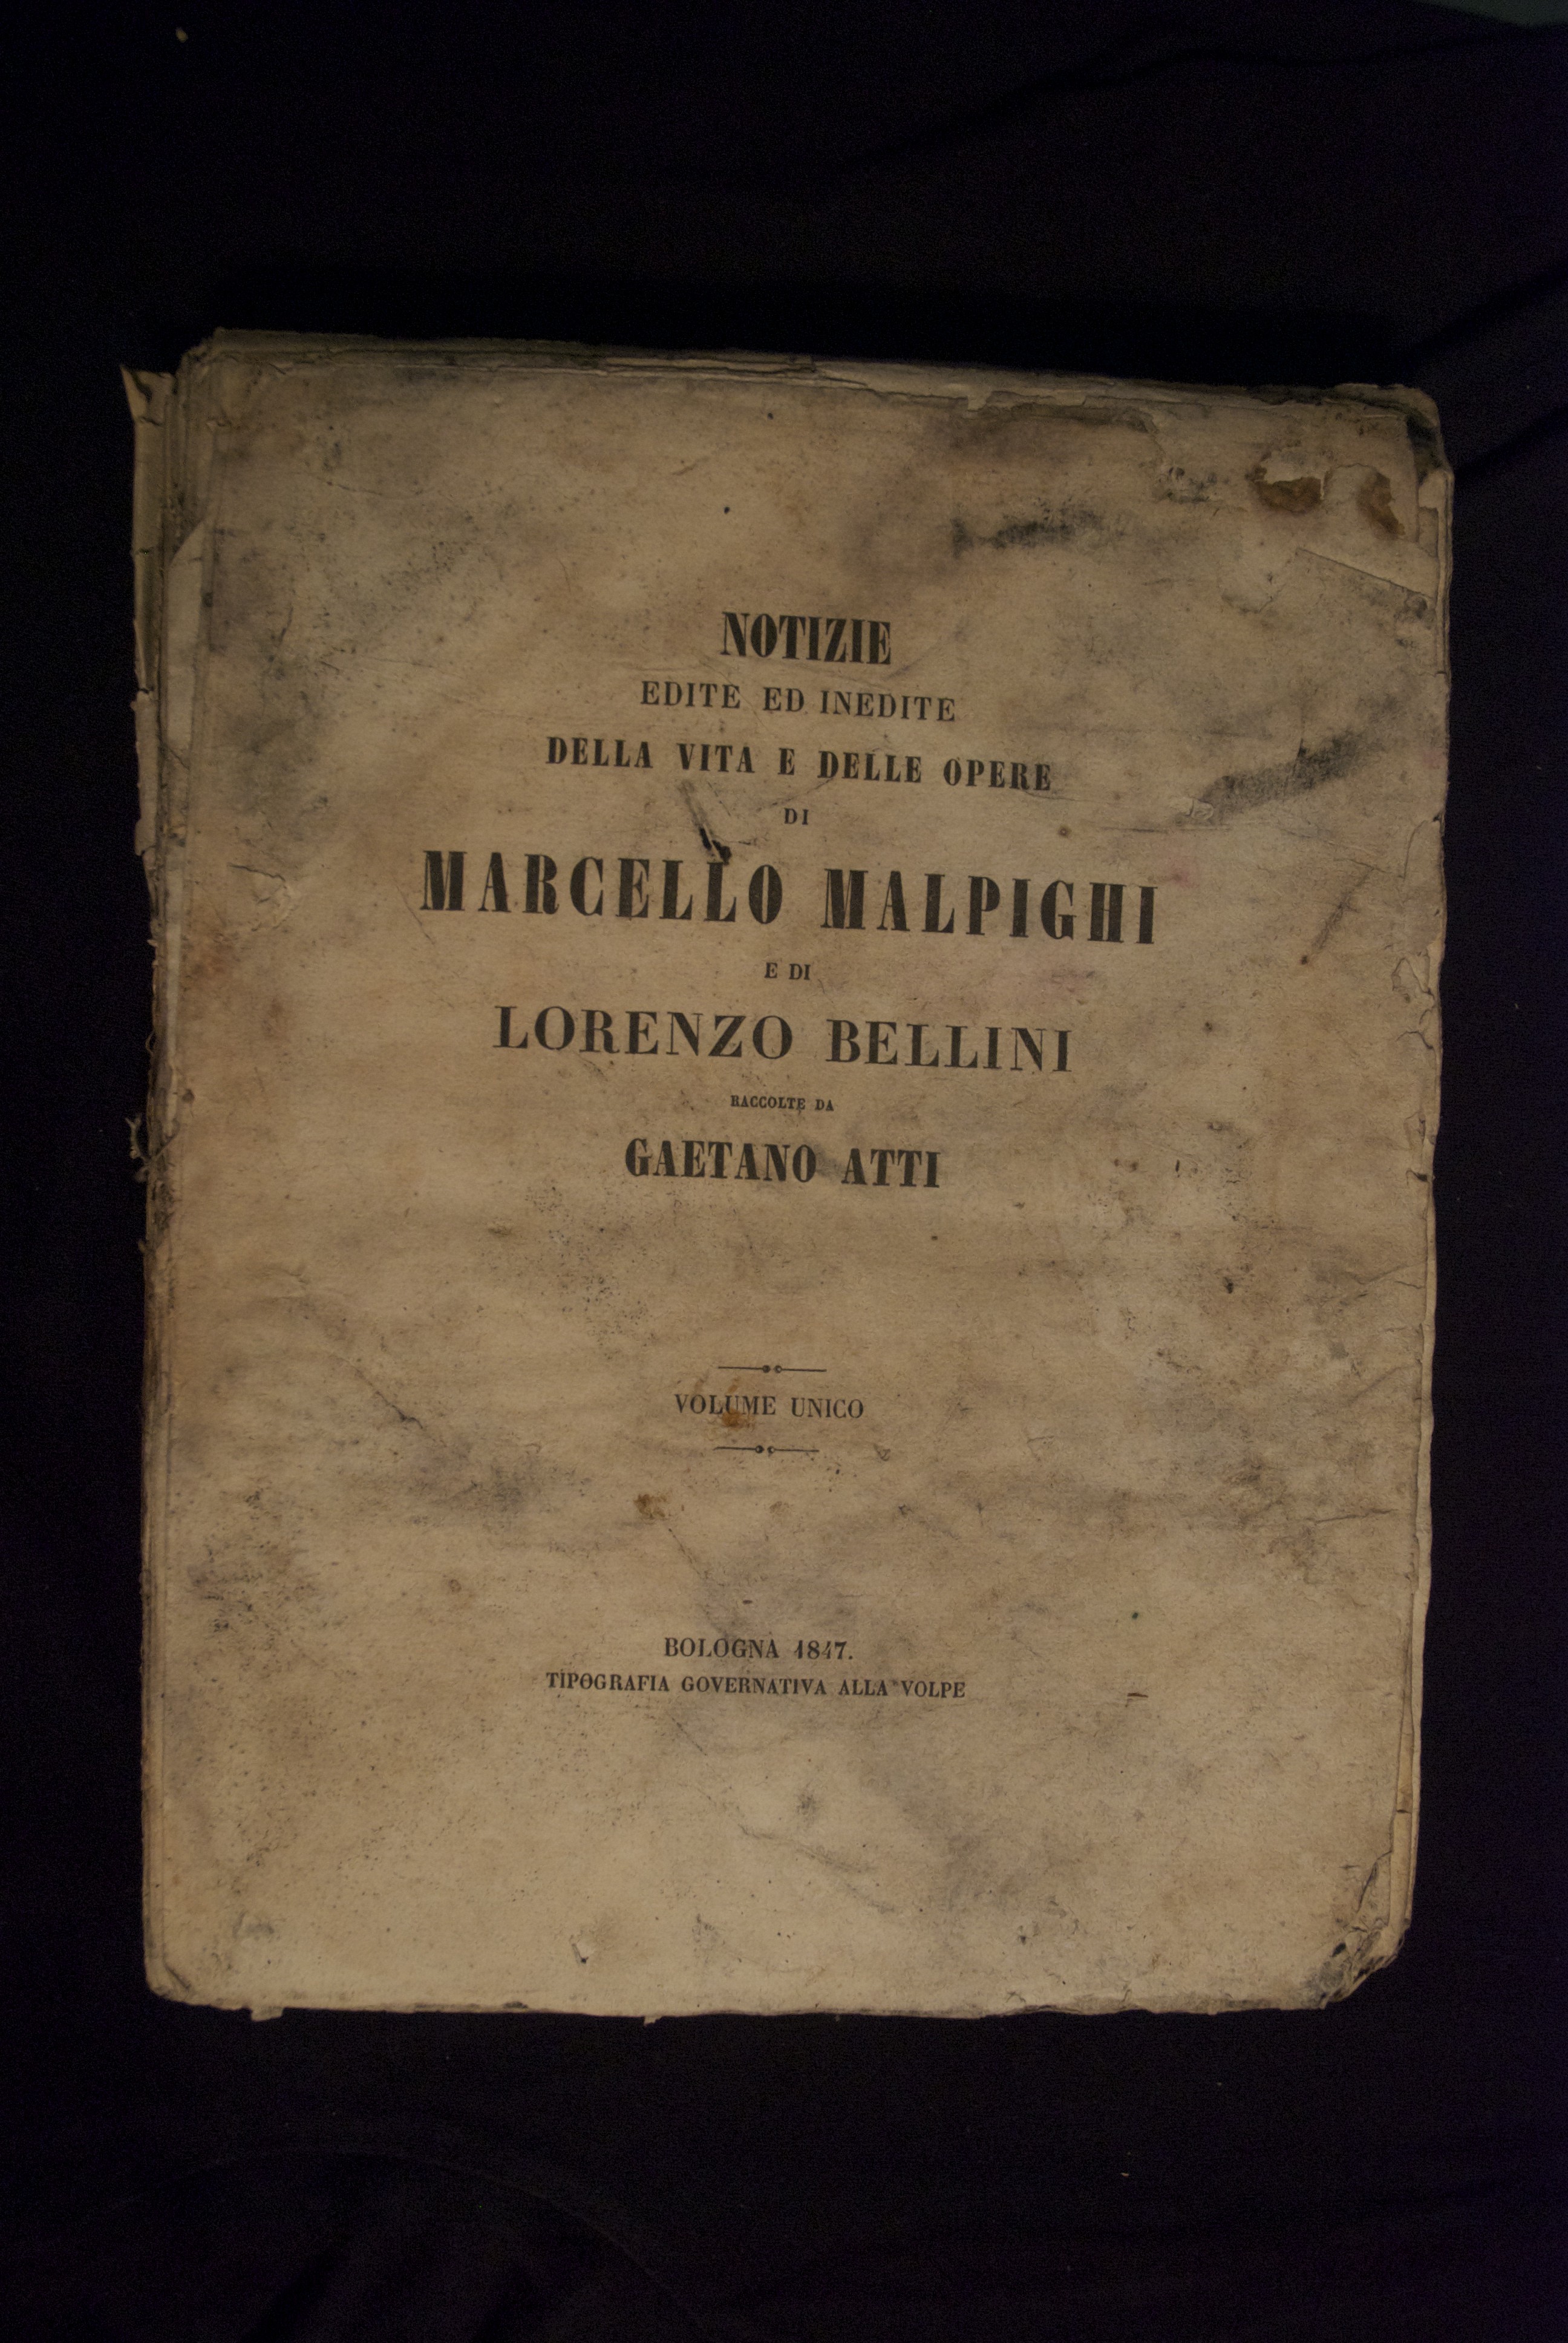 NOTIZIE
EDITE ED INEDITE
DELLA VITA E DELLE OPERE
DI
MARCELLO MALPIGHI
E DI
LORENZO BELLINI
RACCOLTE DA
GAETANO ATTI
VOLUME UNICO
BOLOGNA 1847.
TIPOGRAFIA GOVERNATIVA ALLA VOLPE